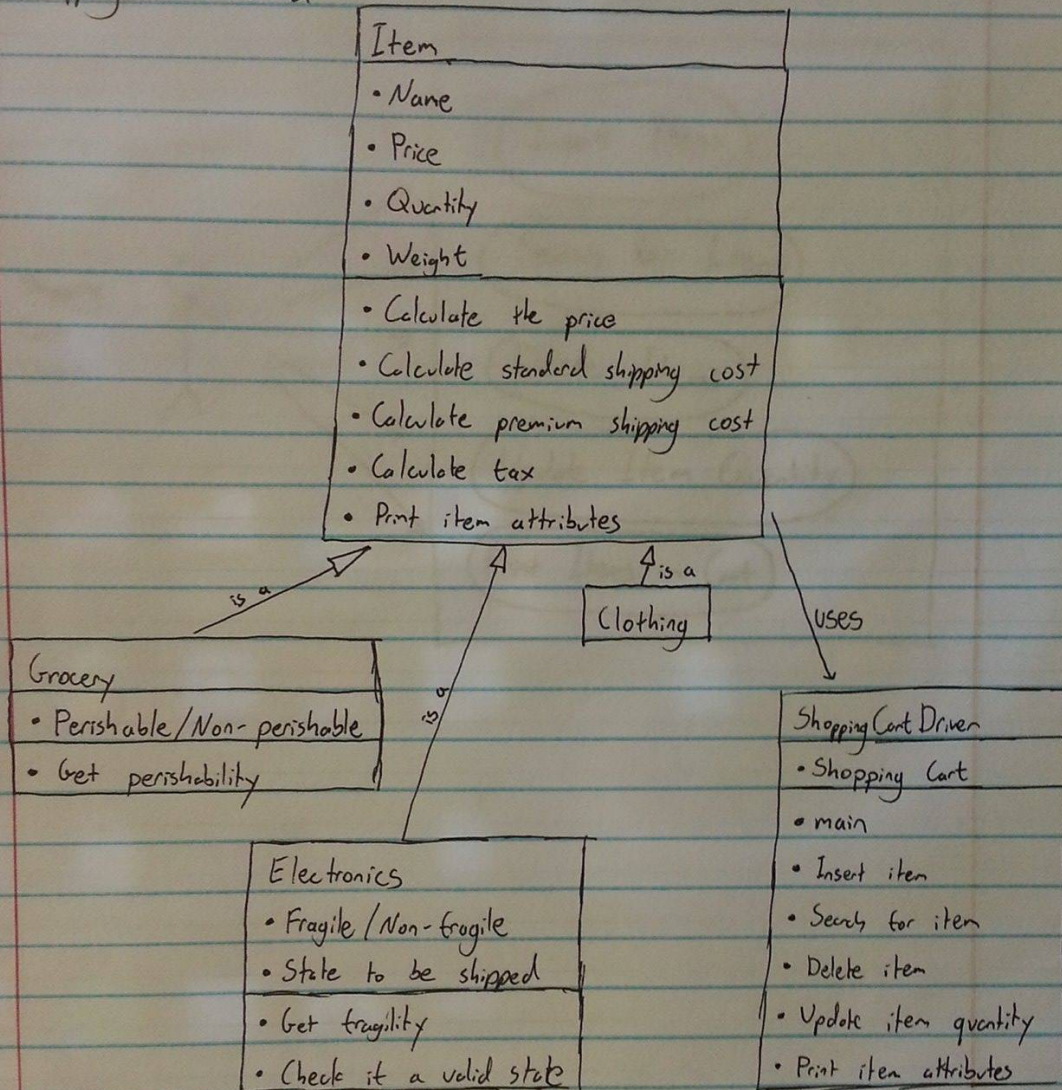 Item
• Name
• Price
• Quantity
• Weight
• Calculate the price
• Calculate standard shipping cost
• Calculate premium shipping cost
• Calculate tax
• Print item attributes
is a
is a
is a
uses
Clothing
Grocery
• Perishable/Non-perishable
• Get perishability
Electronics
• Fragile/Non-fragile
• State to be shipped
• Get fragility
• Check if a valid state
Shopping Cart Driver
• Shopping Cart
• main
• Insert item
• Search for item
• Delete item
• Update item quantity
• Print item attributes